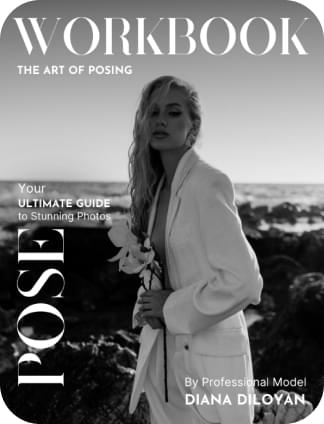 WORKBOOK
THE ART OF POSING
Your
ULTIMATE GUIDE
to Stunning Photos
POSE
By Professional Model
DIANA DILOYAN